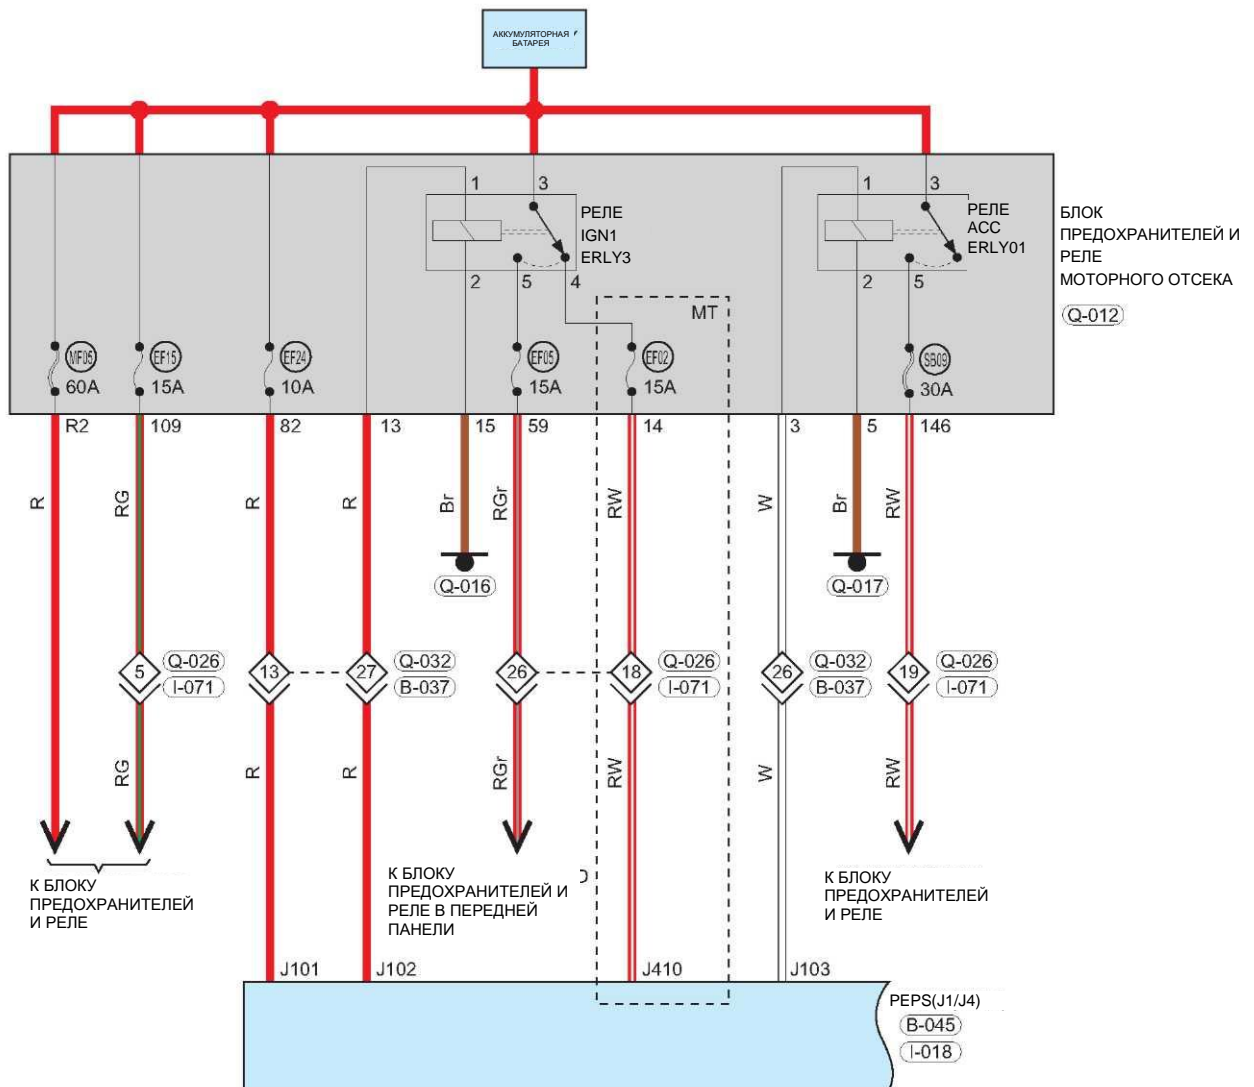 АККУМУЛЯТОРНАЯ
БАТАРЕЯ
1
3
РЕЛЕ
IGN1
ERLY3
2
5
4
1
3
РЕЛЕ
ACC
ERLY01
2
5
БЛОК
ПРЕДОХРАНИТЕЛЕЙ И
РЕЛЕ
МОТОРНОГО ОТСЕКА
Q-012
MT
MF05
60A
EF15
15A
EF24
10A
EF05
15A
EF02
15A
SB09
30A
R2
109
82
13
15
59
14
3
5
146
R
RG
R
R
Br
RGr
RW
W
Br
RW
Q-016
Q-017
5
Q-026
I-071
13
27
Q-032
B-037
26
18
Q-026
I-071
26
Q-032
B-037
19
Q-026
I-071
RG
R
R
RGr
RW
W
RW
К БЛОКУ
ПРЕДОХРАНИТЕЛЕЙ
И РЕЛЕ
К БЛОКУ
ПРЕДОХРАНИТЕЛЕЙ И
РЕЛЕ В ПЕРЕДНЕЙ
ПАНЕЛИ
К БЛОКУ
ПРЕДОХРАНИТЕЛЕЙ
И РЕЛЕ
J101
J102
J410
J103
PEPS(J1/J4)
B-045
I-018